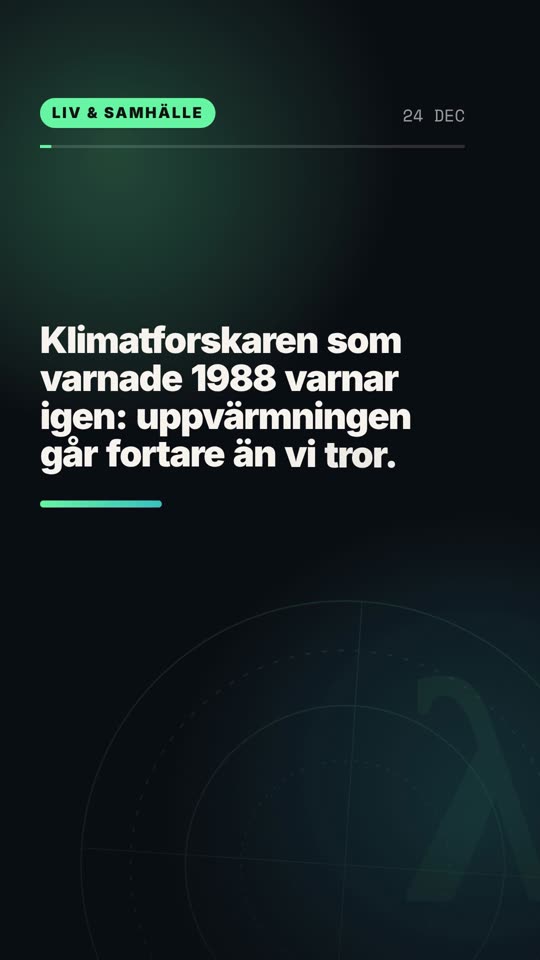 LIV & SAMHÄLLE
24 DEC
Klimatforskaren som
varnade 1988 varnar
igen: uppvärmningen
går fortare än vi tror.
λ